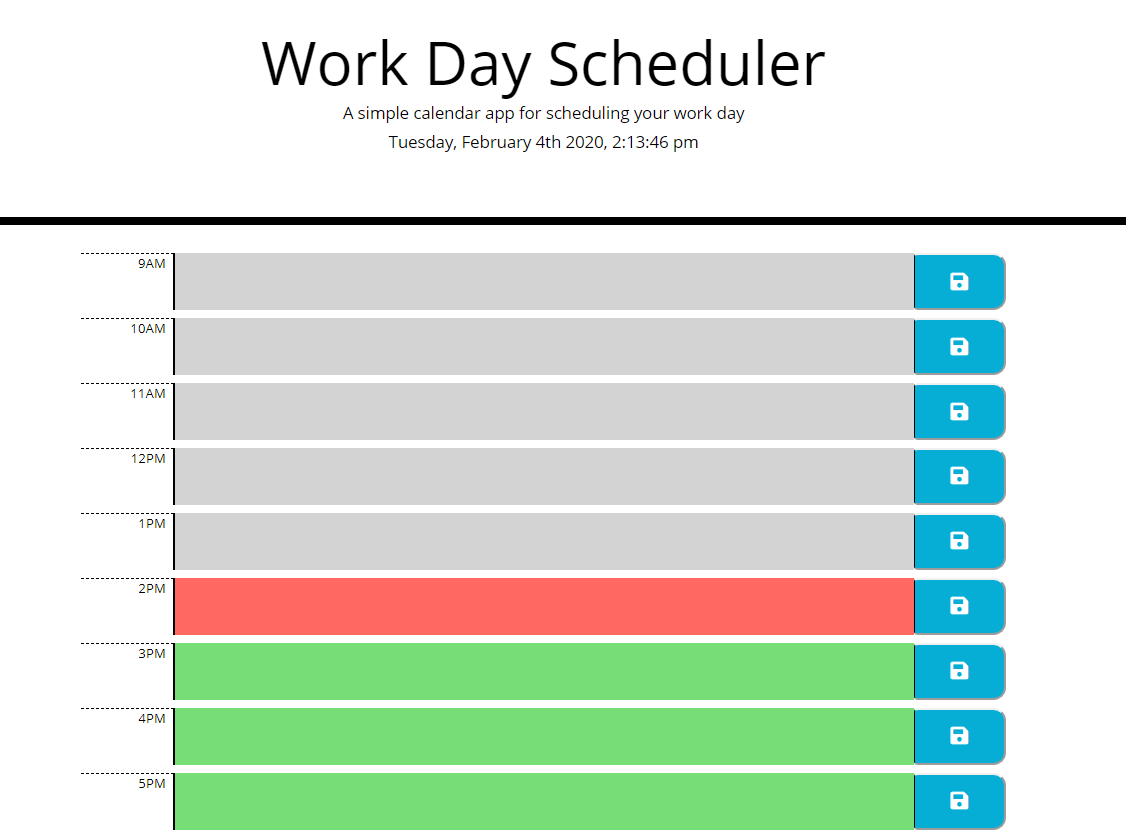 Work Day Scheduler
A simple calendar app for scheduling your work day
Tuesday, February 4th 2020, 2:13:46 pm
9AM
10AM
11AM
12PM
1PM
2PM
3PM
4PM
5PM